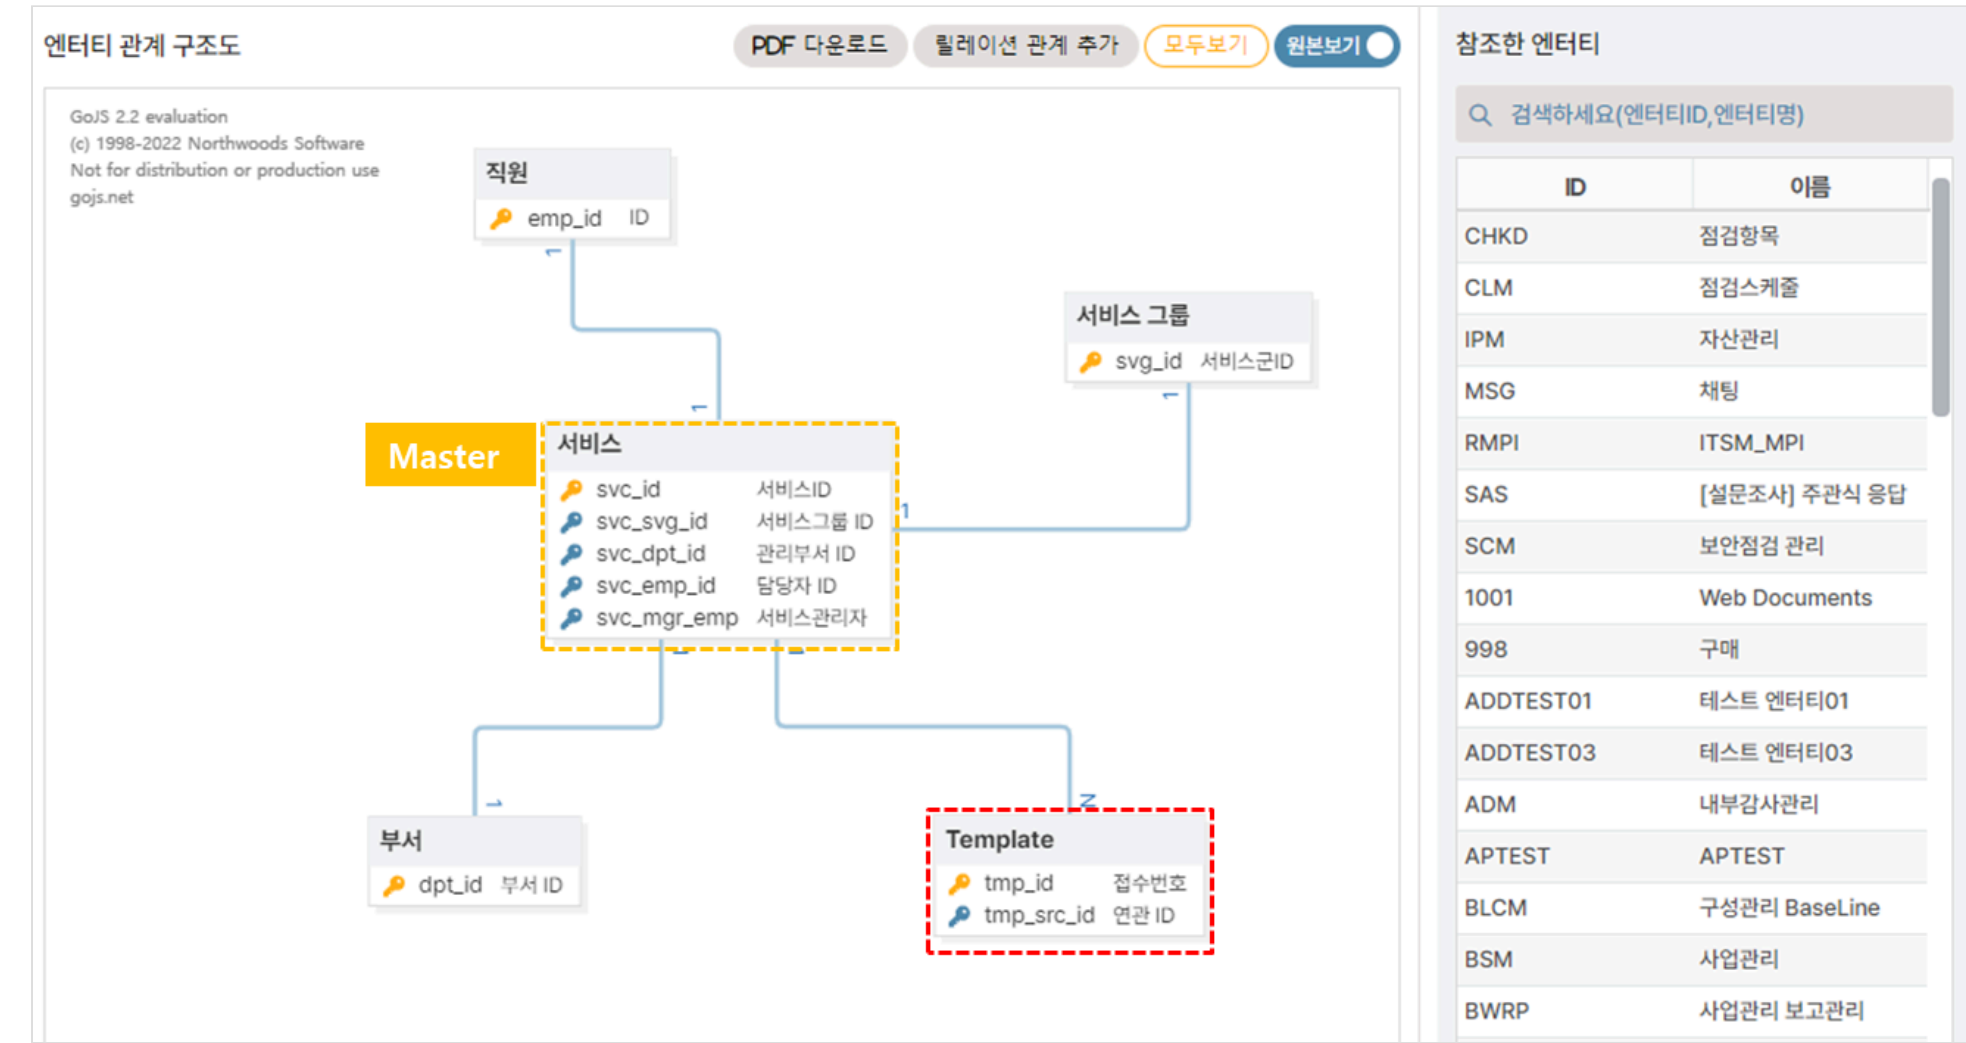 엔터티 관계 구조도
PDF 다운로드
릴레이션 관계 추가
모두보기
원본보기
GoJS 2.2 evaluation
(c) 1998-2022 Northwoods Software
Not for distribution or production use
gojs.net
직원
emp_id ID
1
1
서비스 그룹
svg_id 서비스군ID
1
1
Master
서비스
svc_id 서비스ID
svc_svg_id 서비스그룹 ID
svc_dpt_id 관리부서 ID
svc_emp_id 담당자 ID
svc_mgr_emp 서비스관리자
1
1
1
N
부서
dpt_id 부서 ID
Template
tmp_id 접수번호
tmp_src_id 연관 ID
참조한 엔터티
검색하세요(엔터티ID,엔터티명)
ID 이름
CHKD 점검항목
CLM 점검스케줄
IPM 자산관리
MSG 채팅
RMPI ITSM_MPI
SAS [설문조사] 주관식 응답
SCM 보안점검 관리
1001 Web Documents
998 구매
ADDTEST01 테스트 엔터티01
ADDTEST03 테스트 엔터티03
ADM 내부감사관리
APTEST APTEST
BLCM 구성관리 BaseLine
BSM 사업관리
BWRP 사업관리 보고관리